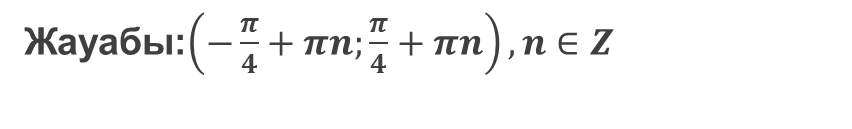 Жауабы:(−π/4 + πn; π/4 + πn), n ∈ Z